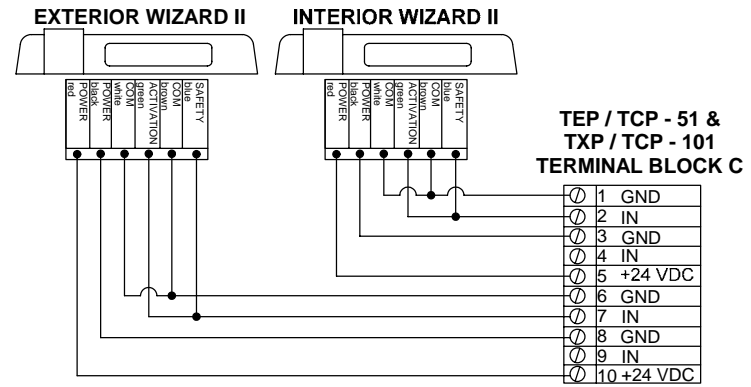 EXTERIOR WIZARD II
INTERIOR WIZARD II
POWER
red
POWER
black
COM
white
ACTIVATION
green
COM
brown
SAFETY
blue
POWER
red
POWER
black
COM
white
ACTIVATION
green
COM
brown
SAFETY
blue
TEP / TCP - 51 &
TXP / TCP - 101
TERMINAL BLOCK C
1 GND
2 IN
3 GND
4 IN
5 +24 VDC
6 GND
7 IN
8 GND
9 IN
10 +24 VDC